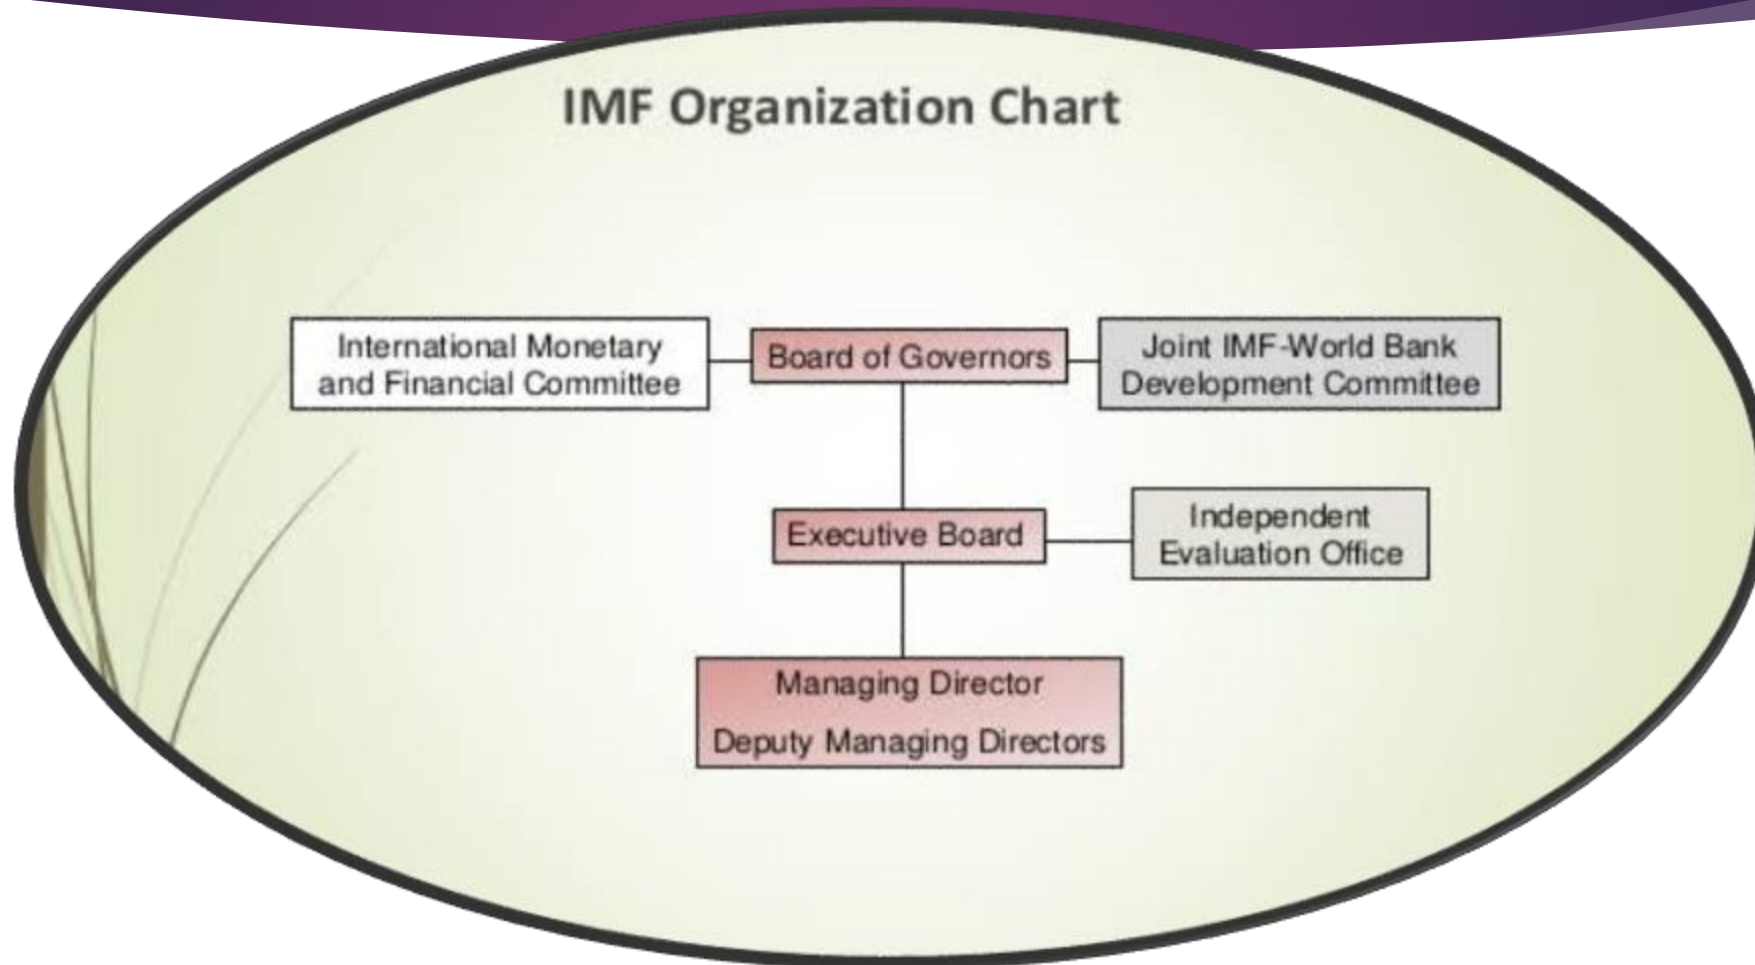 IMF Organization Chart
International Monetary
and Financial Committee
Board of Governors
Joint IMF-World Bank
Development Committee
Executive Board
Independent
Evaluation Office
Managing Director
Deputy Managing Directors